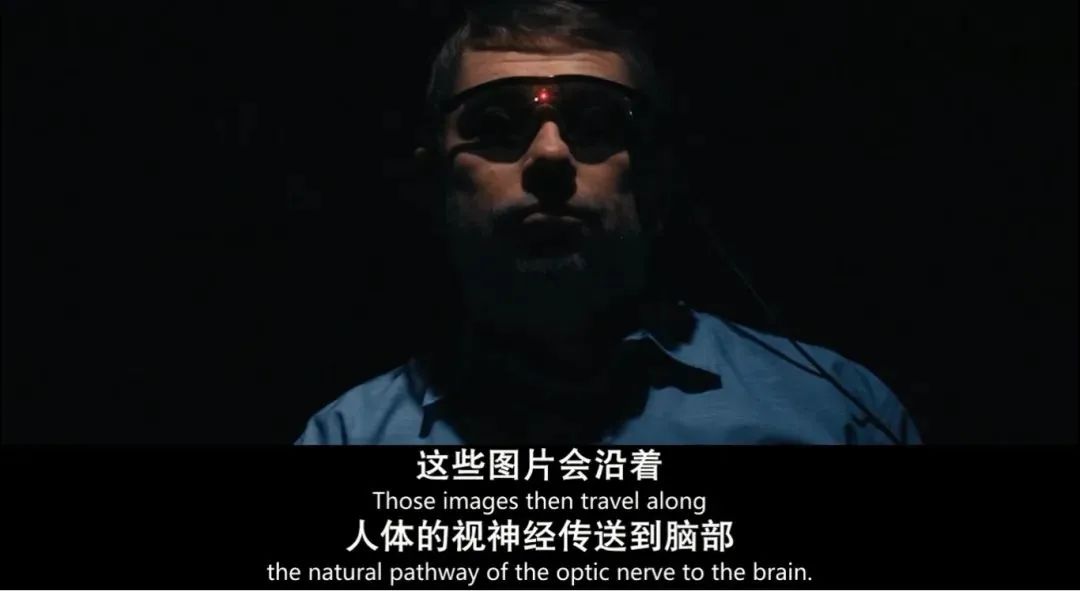 这些图片会沿着
Those images then travel along
人体的视神经传送到脑部
the natural pathway of the optic nerve to the brain.